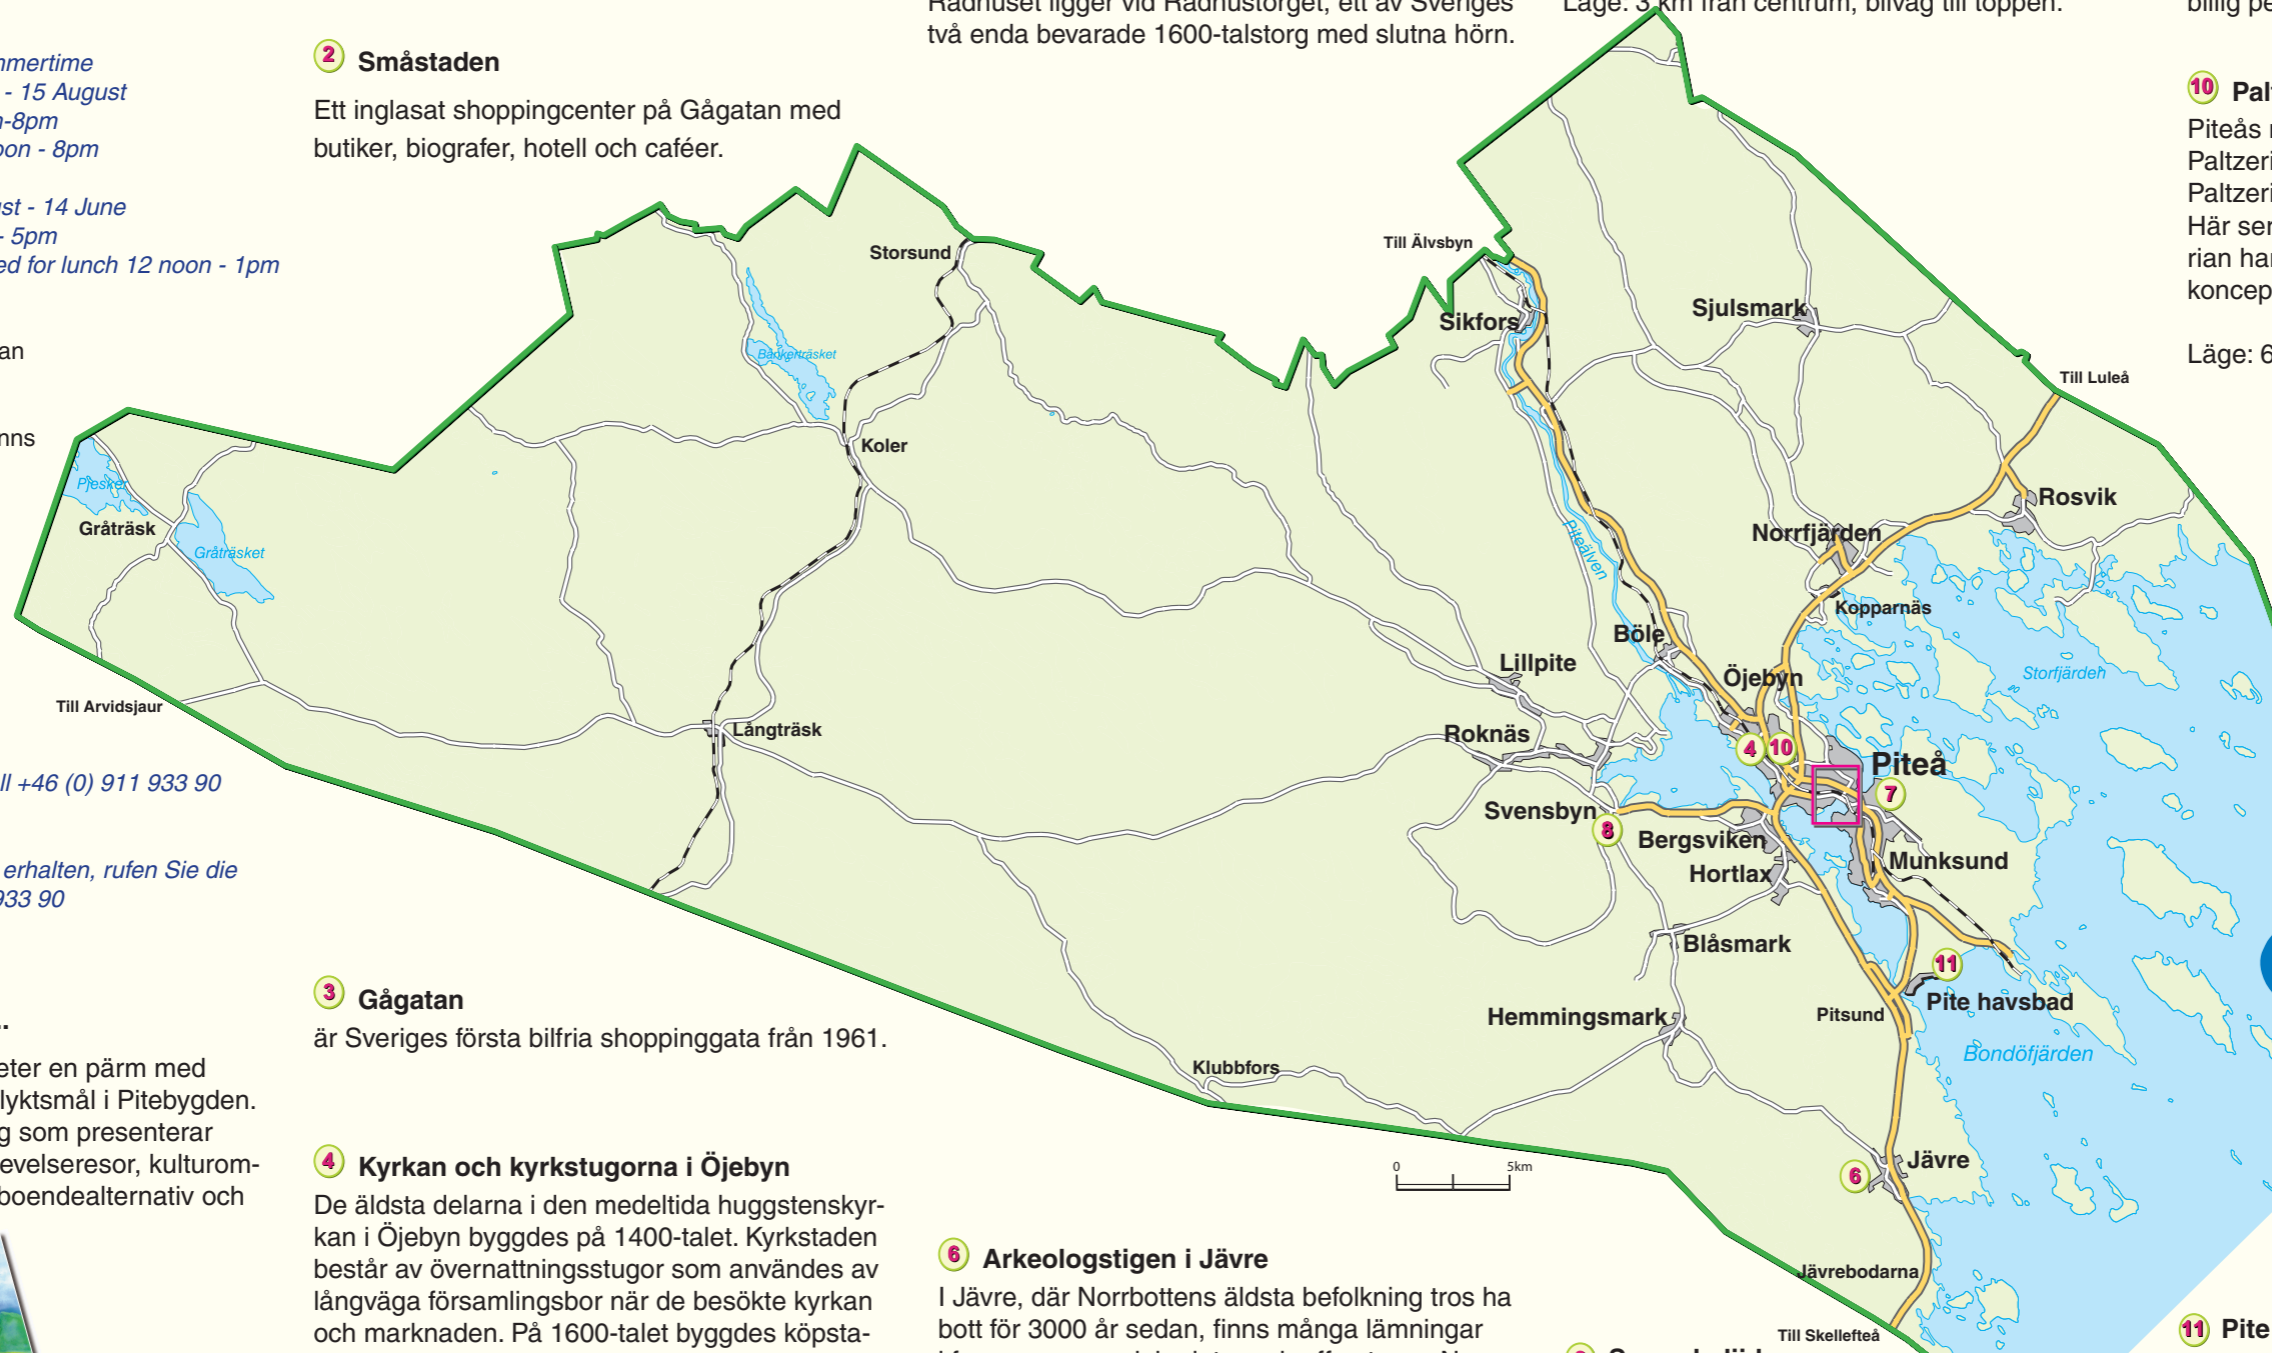 mmertime
- 15 August
-8pm
oon - 8pm
st - 14 June
- 5pm
ed for lunch 12 noon - 1pm
an
nns
ll +46 (0) 911 933 90
erhalten, rufen Sie die
933 90
..
eter en pärm med
lyktsmål i Pitebygden.
g som presenterar
evelseresor, kulturom-
boendealternativ och
2 Småstaden
Ett inglasat shoppingcenter på Gågatan med
butiker, biografer, hotell och caféer.
3 Gågatan
är Sveriges första bilfria shoppinggata från 1961.
4 Kyrkan och kyrkstugorna i Öjebyn
De äldsta delarna i den medeltida huggstenskyr-
kan i Öjebyn byggdes på 1400-talet. Kyrkstaden
består av övernattningsstugor som användes av
långväga församlingsbor när de besökte kyrkan
och marknaden. På 1600-talet byggdes köpsta-
Rådhuset ligger vid Rådhustorget, ett av Sveriges
två enda bevarade 1600-talstorg med slutna hörn.
6 Arkeologstigen i Jävre
I Jävre, där Norrbottens äldsta befolkning tros ha
bott för 3000 år sedan, finns många lämningar
Läge: 3 km från centrum, bilväg till toppen.
billig pe
10 Pal
Piteås
Paltzeri
Paltzeri
Här ser
rian har
koncep
Läge: 6
11 Pite
Storsund
Till Älvsbyn
Sikfors
Sjulsmark
Till Luleå
Bänkerträsket
Koler
Pjesker
Gråträsk
Gråträsket
Rosvik
Norrfjärden
Piteälven
Kopparnäs
Böle
Lillpite
Öjebyn
Storfjärden
Till Arvidsjaur
Långträsk
Roknäs
4
10
Piteå
7
Svensbyn
8
Bergsviken
Munksund
Hortlax
Blåsmark
11
Pite havsbad
Hemmingsmark
Pitsund
Bondöfjärden
Klubbfors
0 5km
6
Jävre
Jävrebodarna
Till Skellefteå